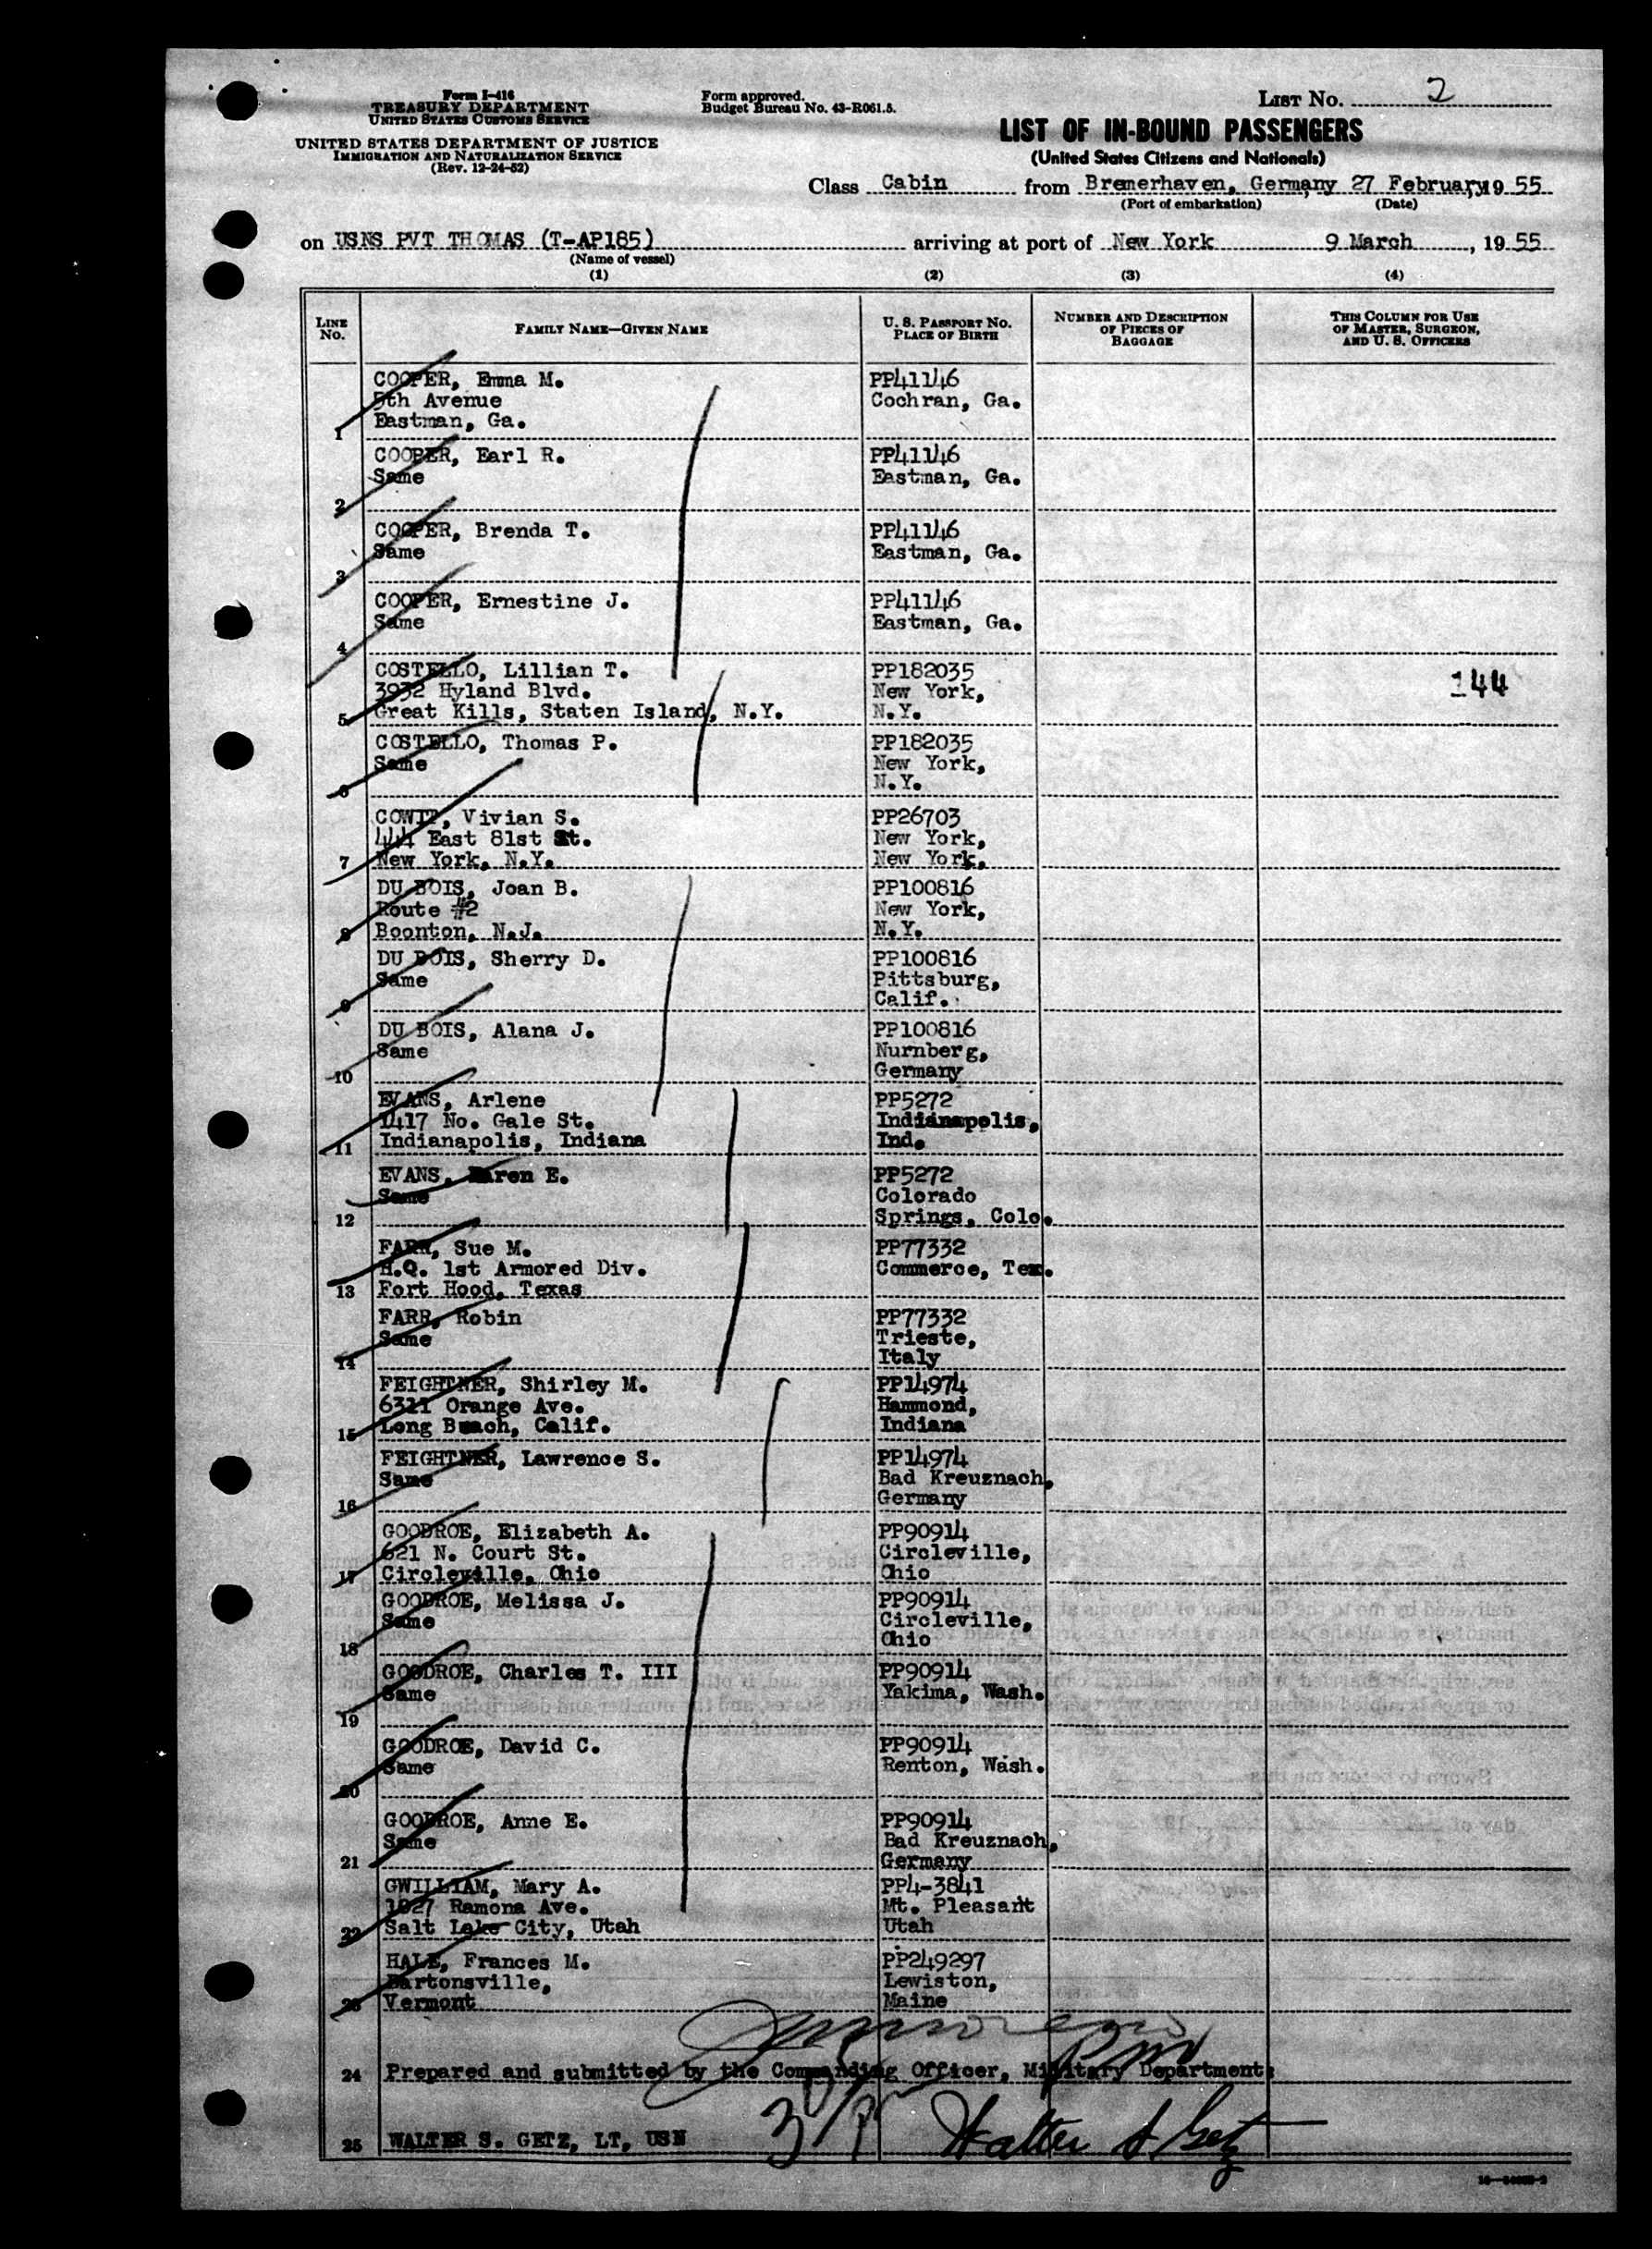 Form I-416
TREASURY DEPARTMENT
UNITED STATES CUSTOMS SERVICE
UNITED STATES DEPARTMENT OF JUSTICE
IMMIGRATION AND NATURALIZATION SERVICE
(Rev. 12-24-52)
Form approved.
Budget Bureau No. 43-R061.5.
LIST NO. 2
LIST OF IN-BOUND PASSENGERS
(United States Citizens and Nationals)
Class Cabin from Bremerhaven, Germany 27 February, 19 55
(Port of embarkation) (Date)
on USNS PVT THOMAS (T-AP185) arriving at port of New York 9 March, 19 55
(Name of vessel)
(1) (2) (3) (4)
LINE NO. FAMILY NAME—GIVEN NAME U. S. PASSPORT NO. PLACE OF BIRTH NUMBER AND DESCRIPTION OF PIECES OF BAGGAGE THIS COLUMN FOR USE OF MASTER, SURGEON, AND U. S. OFFICERS
COOPER, Emma M. PP41146
5th Avenue Cochran, Ga.
1 Eastman, Ga.
COOPER, Earl R. PP41146
Same Eastman, Ga.
2
COOPER, Brenda T. PP41146
Same Eastman, Ga.
3
COOPER, Ernestine J. PP41146
Same Eastman, Ga.
4
COSTELLO, Lillian T. PP182035
3932 Hyland Blvd. New York, 144
5 Great Kills, Staten Island, N.Y. N.Y.
COSTELLO, Thomas P. PP182035
Same New York,
6 N.Y.
COWIT, Vivian S. PP26703
444 East 81st St. New York,
7 New York, N.Y. New York,
DU BOIS, Joan B. PP100816
Route #2 New York,
8 Boonton, N.J. N.Y.
DU BOIS, Sherry D. PP100816
Same Pittsburg,
9 Calif.
DU BOIS, Alana J. PP100816
Same Nurnberg,
10 Germany
EVANS, Arlene PP5272
1417 No. Gale St. Indianapolis,
11 Indianapolis, Indiana Ind.
EVANS, Karen E. PP5272
Same Colorado
12 Springs, Colo.
FARR, Sue M. PP77332
H.Q. 1st Armored Div. Commerce, Tex.
13 Fort Hood, Texas
FARR, Robin PP77332
Same Trieste,
14 Italy
FEIGHTNER, Shirley M. PP14974
6311 Orange Ave. Hammond,
15 Long Beach, Calif. Indiana
FEIGHTNER, Lawrence S. PP14974
Same Bad Kreuznach,
16 Germany
GOODROE, Elizabeth A. PP90914
621 N. Court St. Circleville,
17 Circleville, Ohio Ohio
GOODROE, Melissa J. PP90914
Same Circleville,
18 Ohio
GOODROE, Charles T. III PP90914
Same Yakima, Wash.
19
GOODROE, David C. PP90914
Same Renton, Wash.
20
GOODROE, Anne E. PP90914
Same Bad Kreuznach,
21 Germany
GWILLIAM, Mary A. PP4-3841
1827 Ramona Ave. Mt. Pleasant
22 Salt Lake City, Utah Utah
HALE, Frances M. PP249297
Bartonsville, Lewiston,
23 Vermont Maine
24 Prepared and submitted by the Commanding Officer, Military Department:
25 WALTER S. GETZ, LT, USN Walter S Getz